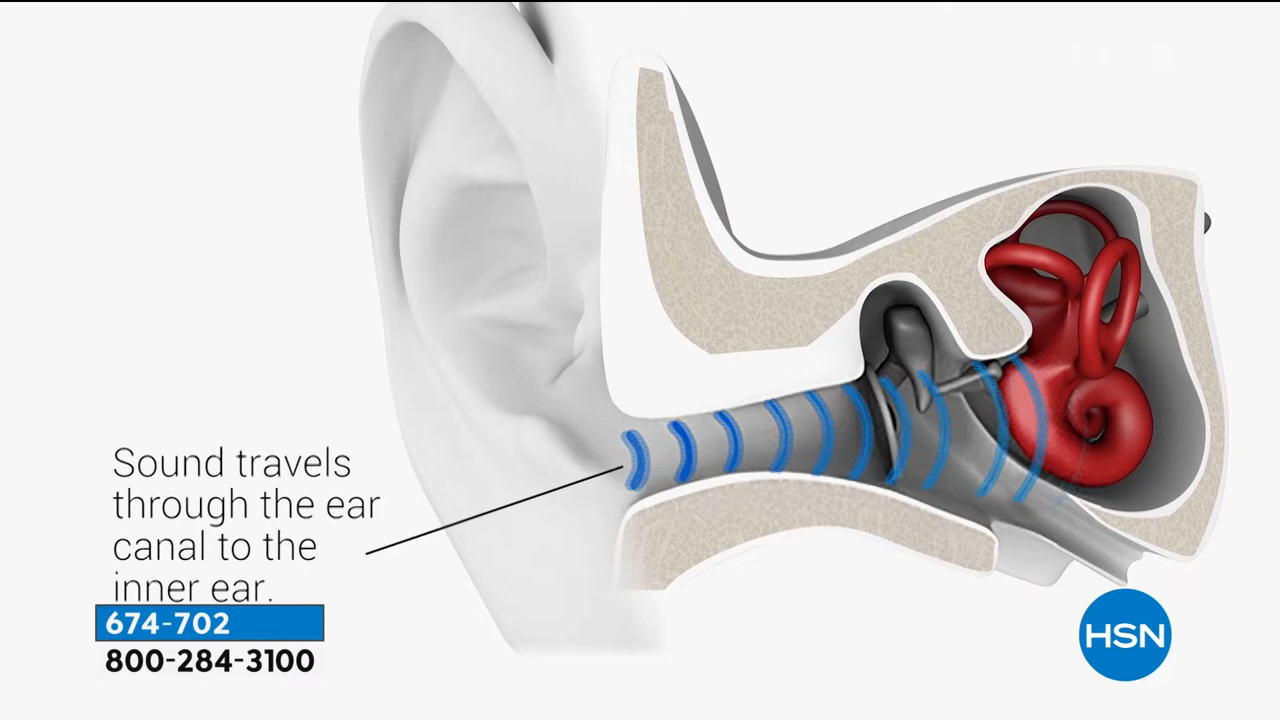 Sound travels
through the ear
canal to the
inner ear.
674-702
800-284-3100
HSN